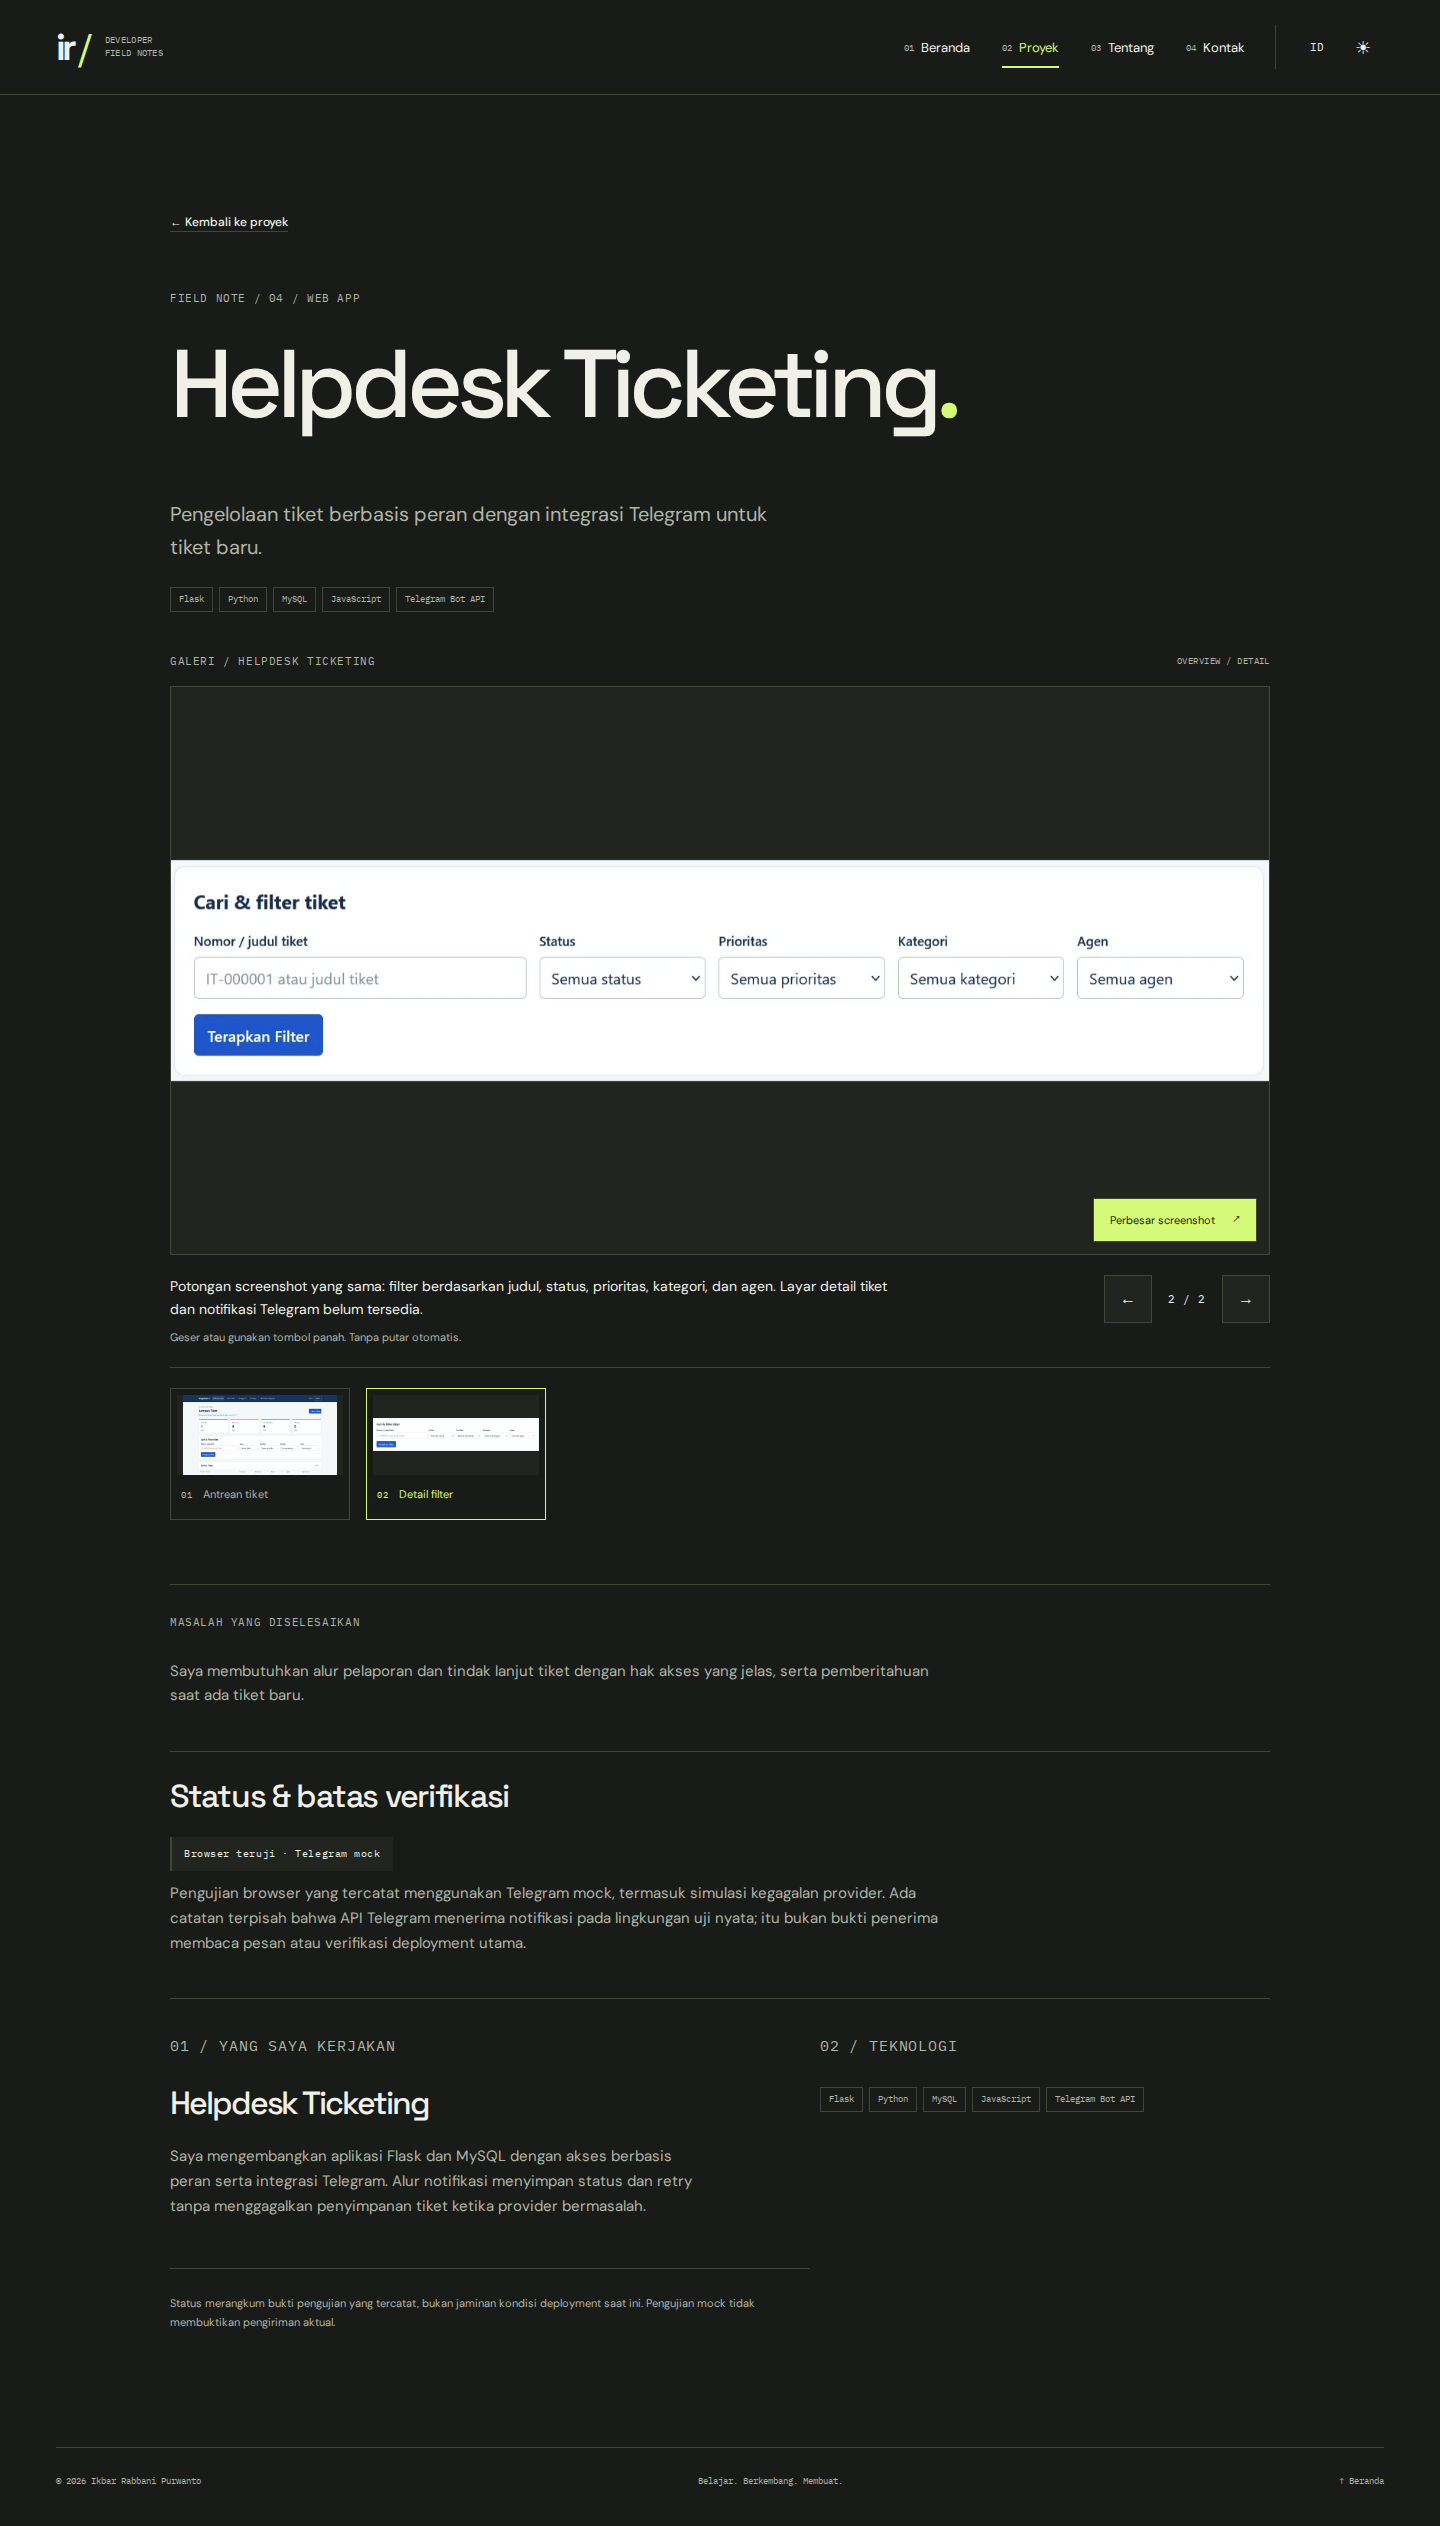 ir/
DEVELOPER
FIELD NOTES
01 Beranda
02 Proyek
03 Tentang
04 Kontak
ID
← Kembali ke proyek
FIELD NOTE / 04 / WEB APP
Helpdesk Ticketing.
Pengelolaan tiket berbasis peran dengan integrasi Telegram untuk
tiket baru.
Flask
Python
MySQL
JavaScript
Telegram Bot API
GALERI / HELPDESK TICKETING
OVERVIEW / DETAIL
Cari & filter tiket
Nomor / judul tiket
Status
Prioritas
Kategori
Agen
IT-000001 atau judul tiket
Semua status
Semua prioritas
Semua kategori
Semua agen
Terapkan Filter
Perbesar screenshot ↗
Potongan screenshot yang sama: filter berdasarkan judul, status, prioritas, kategori, dan agen. Layar detail tiket
dan notifikasi Telegram belum tersedia.
← 2 / 2 →
Geser atau gunakan tombol panah. Tanpa putar otomatis.
01 Antrean tiket
02 Detail filter
MASALAH YANG DISELESAIKAN
Saya membutuhkan alur pelaporan dan tindak lanjut tiket dengan hak akses yang jelas, serta pemberitahuan
saat ada tiket baru.
Status & batas verifikasi
Browser teruji · Telegram mock
Pengujian browser yang tercatat menggunakan Telegram mock, termasuk simulasi kegagalan provider. Ada
catatan terpisah bahwa API Telegram menerima notifikasi pada lingkungan uji nyata; itu bukan bukti penerima
membaca pesan atau verifikasi deployment utama.
01 / YANG SAYA KERJAKAN
Helpdesk Ticketing
Saya mengembangkan aplikasi Flask dan MySQL dengan akses berbasis
peran serta integrasi Telegram. Alur notifikasi menyimpan status dan retry
tanpa menggagalkan penyimpanan tiket ketika provider bermasalah.
02 / TEKNOLOGI
Flask
Python
MySQL
JavaScript
Telegram Bot API
Status merangkum bukti pengujian yang tercatat, bukan jaminan kondisi deployment saat ini. Pengujian mock tidak
membuktikan pengiriman aktual.
© 2026 Ikbar Rabbani Purwanto
Belajar. Berkembang. Membuat.
↑ Beranda